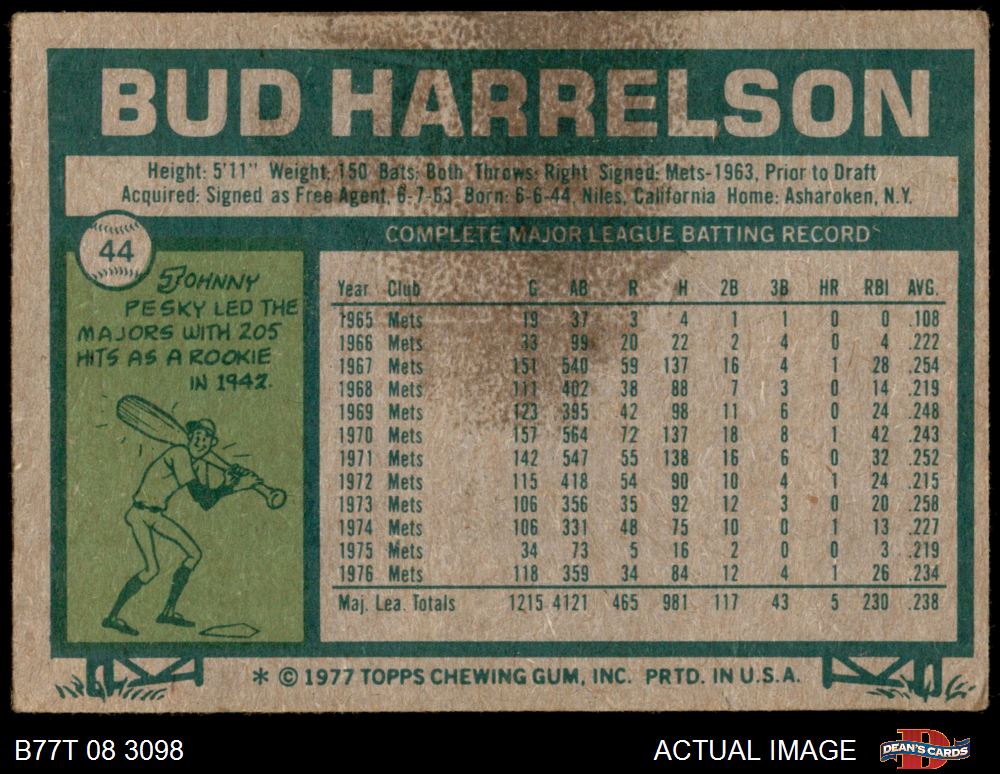 BUD HARRELSON
Height: 5'11" Weight: 150 Bats: Both Throws: Right Signed: Mets-1963, Prior to Draft
Acquired: Signed as Free Agent, 6-7-63 Born: 6-6-44, Niles, California Home: Asharoken, N.Y.
44
JOHNNY
PESKY LED THE
MAJORS WITH 205
HITS AS A ROOKIE
IN 1942.
COMPLETE MAJOR LEAGUE BATTING RECORD
Year Club G AB R H 2B 3B HR RBI AVG.
1965 Mets 19 37 3 4 1 1 0 0 .108
1966 Mets 33 99 20 22 2 4 0 4 .222
1967 Mets 151 540 59 137 16 4 1 28 .254
1968 Mets 111 402 38 88 7 3 0 14 .219
1969 Mets 123 395 42 98 11 6 0 24 .248
1970 Mets 157 564 72 137 18 8 1 42 .243
1971 Mets 142 547 55 138 16 6 0 32 .252
1972 Mets 115 418 54 90 10 4 1 24 .215
1973 Mets 106 356 35 92 12 3 0 20 .258
1974 Mets 106 331 48 75 10 0 1 13 .227
1975 Mets 34 73 5 16 2 0 0 3 .219
1976 Mets 118 359 34 84 12 4 1 26 .234
Maj. Lea. Totals 1215 4121 465 981 117 43 5 230 .238
* © 1977 TOPPS CHEWING GUM, INC. PRTD. IN U.S.A.
B77T 08 3098
ACTUAL IMAGE
DEAN'S CARDS